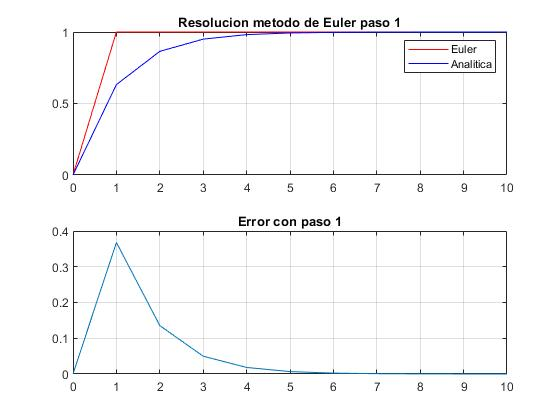 Resolucion metodo de Euler paso 1
1
0.5
0
Euler
Analitica
0 1 2 3 4 5 6 7 8 9 10
Error con paso 1
0.4
0.3
0.2
0.1
0
0 1 2 3 4 5 6 7 8 9 10